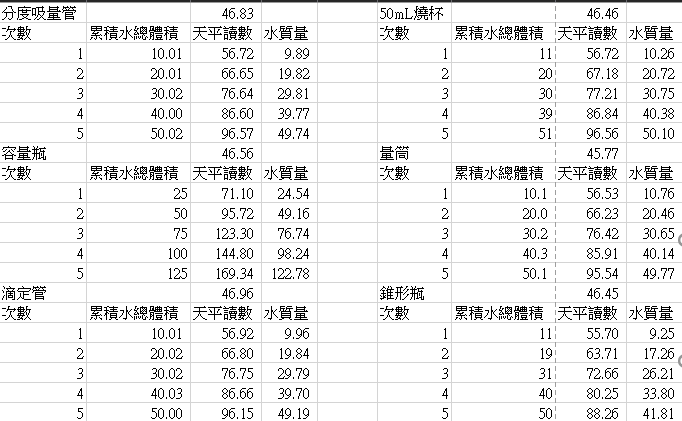 分度吸量管 46.83 50mL燒杯 46.46
次數 累積水總體積 天平讀數 水質量 次數 累積水總體積 天平讀數 水質量
1 10.01 56.72 9.89 1 11 56.72 10.26
2 20.01 66.65 19.82 2 20 67.18 20.72
3 30.02 76.64 29.81 3 30 77.21 30.75
4 40.00 86.60 39.77 4 39 86.84 40.38
5 50.02 96.57 49.74 5 51 96.56 50.10
容量瓶 46.56 量筒 45.77
次數 累積水總體積 天平讀數 水質量 次數 累積水總體積 天平讀數 水質量
1 25 71.10 24.54 1 10.1 56.53 10.76
2 50 95.72 49.16 2 20.0 66.23 20.46
3 75 123.30 76.74 3 30.2 76.42 30.65
4 100 144.80 98.24 4 40.3 85.91 40.14
5 125 169.34 122.78 5 50.1 95.54 49.77
滴定管 46.96 錐形瓶 46.45
次數 累積水總體積 天平讀數 水質量 次數 累積水總體積 天平讀數 水質量
1 10.01 56.92 9.96 1 11 55.70 9.25
2 20.02 66.80 19.84 2 19 63.71 17.26
3 30.02 76.75 29.79 3 31 72.66 26.21
4 40.03 86.66 39.70 4 40 80.25 33.80
5 50.00 96.15 49.19 5 50 88.26 41.81